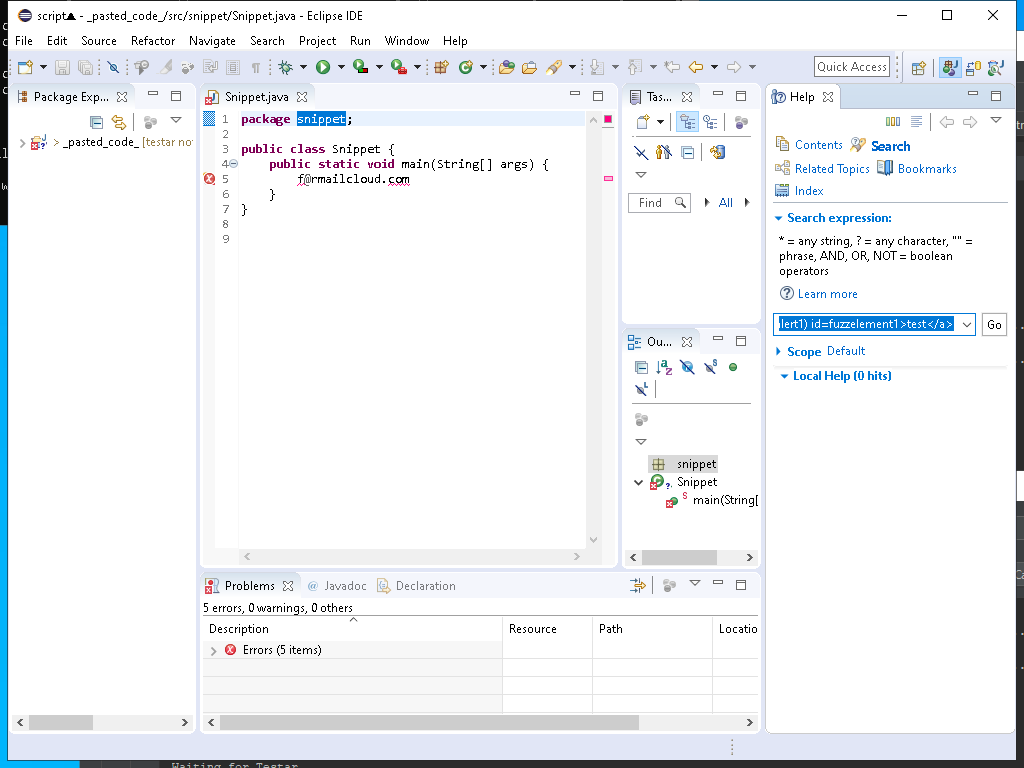 script▲ - _pasted_code_/src/snippet/Snippet.java - Eclipse IDE
File Edit Source Refactor Navigate Search Project Run Window Help
Quick Access
Package Exp...
> _pasted_code_ [testar no
Snippet.java
1 package snippet;
2
3 public class Snippet {
4 public static void main(String[] args) {
5 f@rmailcloud.com
6 }
7 }
8
9
Tas...
Find
All
Ou...
snippet
Snippet
main(String[
Help
Contents Search
Related Topics Bookmarks
Index
Search expression:
* = any string, ? = any character, "" =
phrase, AND, OR, NOT = boolean
operators
Learn more
lert1) id=fuzzelement1>test</a>
Go
Scope Default
Local Help (0 hits)
Problems @ Javadoc Declaration
5 errors, 0 warnings, 0 others
Description Resource Path Locatio
Errors (5 items)
Waiting for Testar